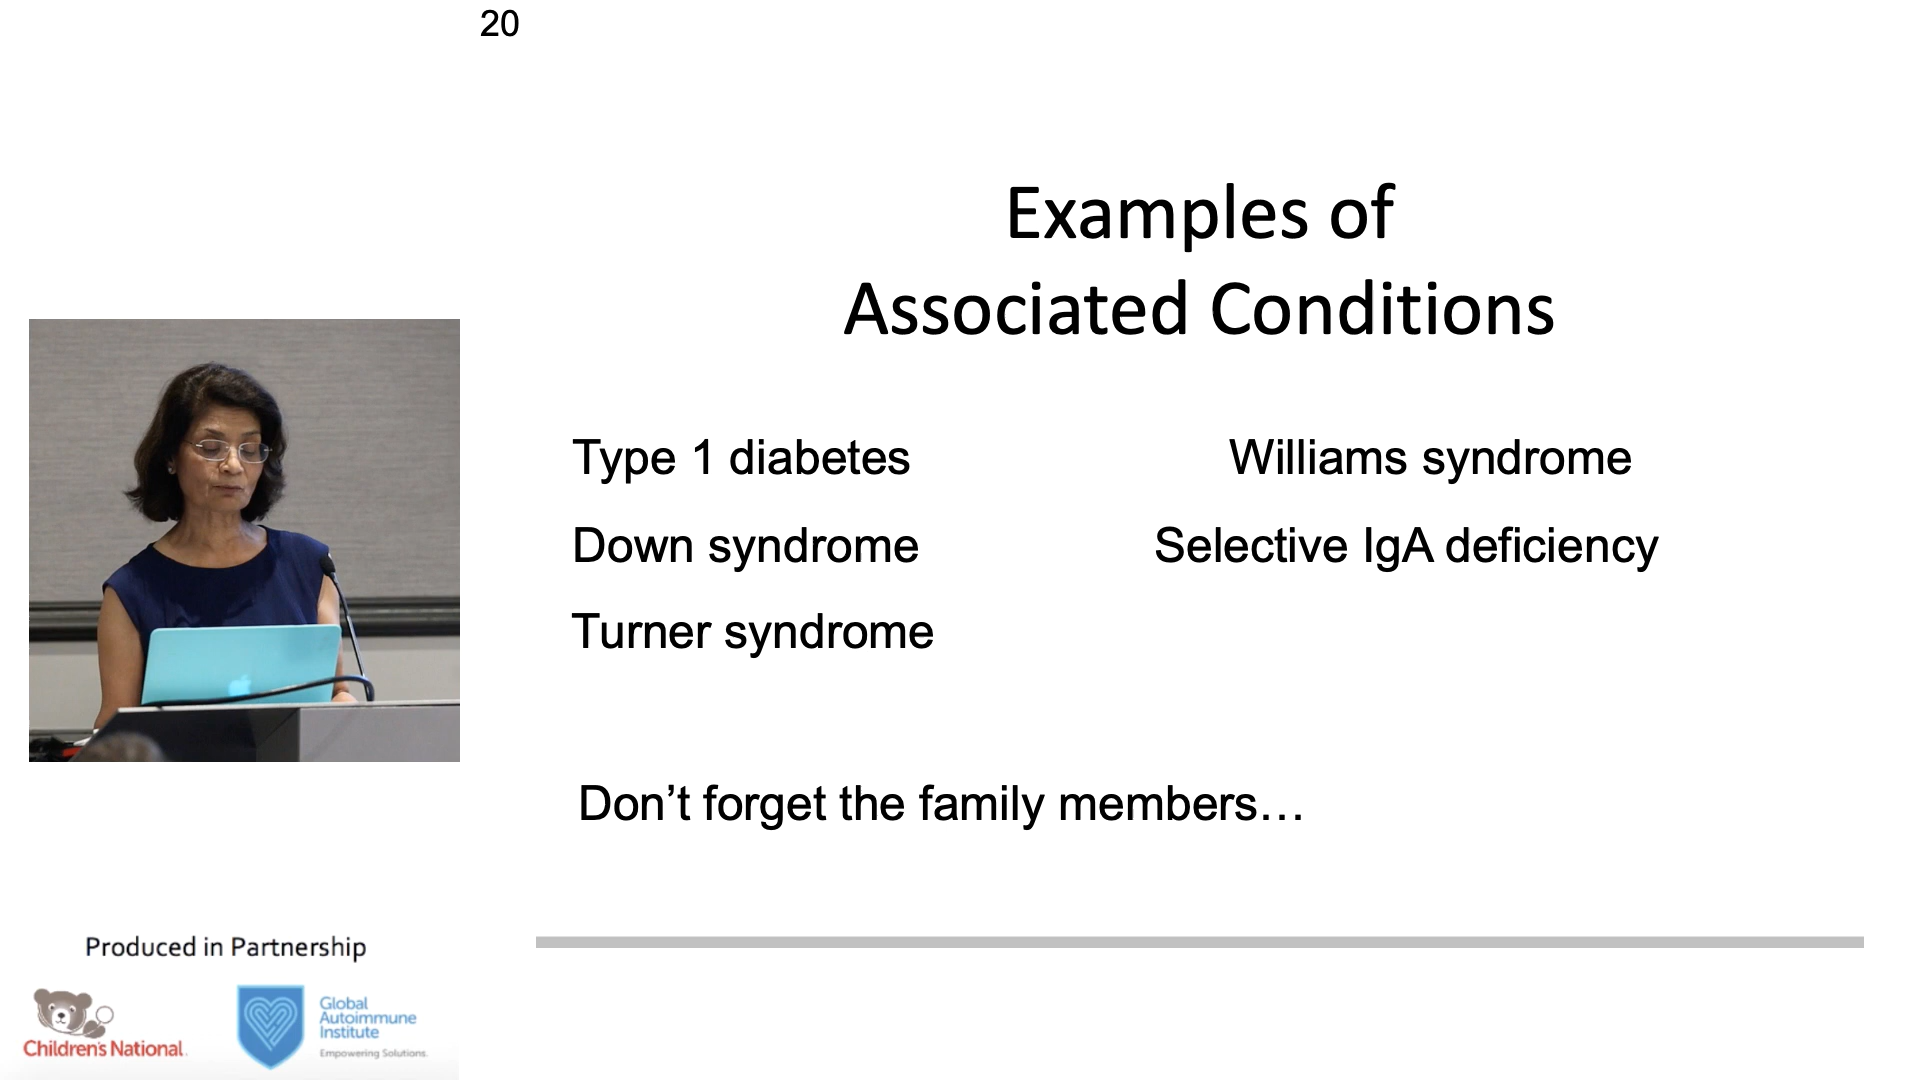 20
Examples of
Associated Conditions
Type 1 diabetes
Williams syndrome
Down syndrome
Selective IgA deficiency
Turner syndrome
Don’t forget the family members…
Produced in Partnership
Children's National.
Global
Autoimmune
Institute
Empowering Solutions.